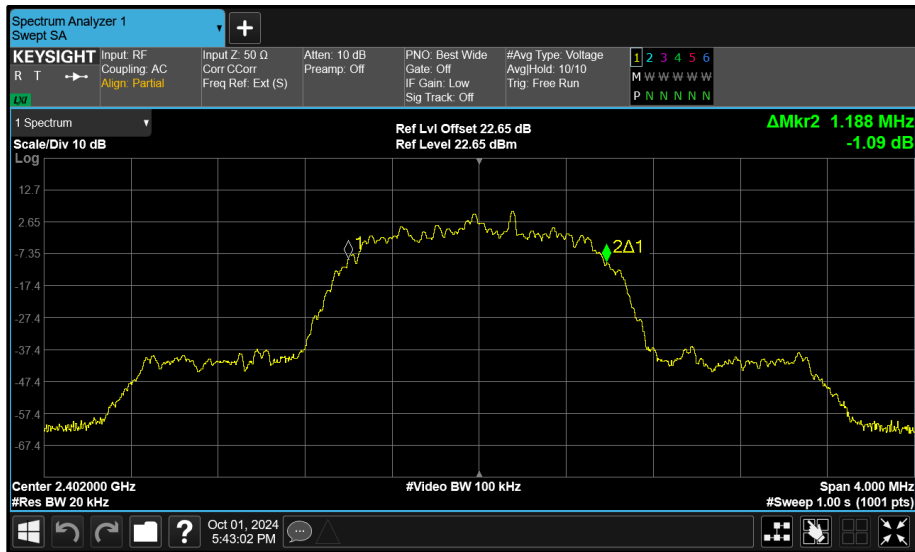 Spectrum Analyzer 1
Swept SA
+
KEYSIGHT Input: RF Input Z: 50 Ω Atten: 10 dB PNO: Best Wide #Avg Type: Voltage 1 2 3 4 5 6
R T Coupling: AC Corr CCorr Preamp: Off Gate: Off Avg|Hold: 10/10 M W W W W W
Align: Partial Freq Ref: Ext (S) IF Gain: Low Trig: Free Run
LXI Sig Track: Off P N N N N N
1 Spectrum
Ref Lvl Offset 22.65 dB
ΔMkr2 1.188 MHz
Scale/Div 10 dB Ref Level 22.65 dBm -1.09 dB
Log
12.7
2.65
-7.35
1
2Δ1
-17.4
-27.4
-37.4
-47.4
-57.4
-67.4
Center 2.402000 GHz #Video BW 100 kHz Span 4.000 MHz
#Res BW 20 kHz #Sweep 1.00 s (1001 pts)
? Oct 01, 2024
5:43:02 PM